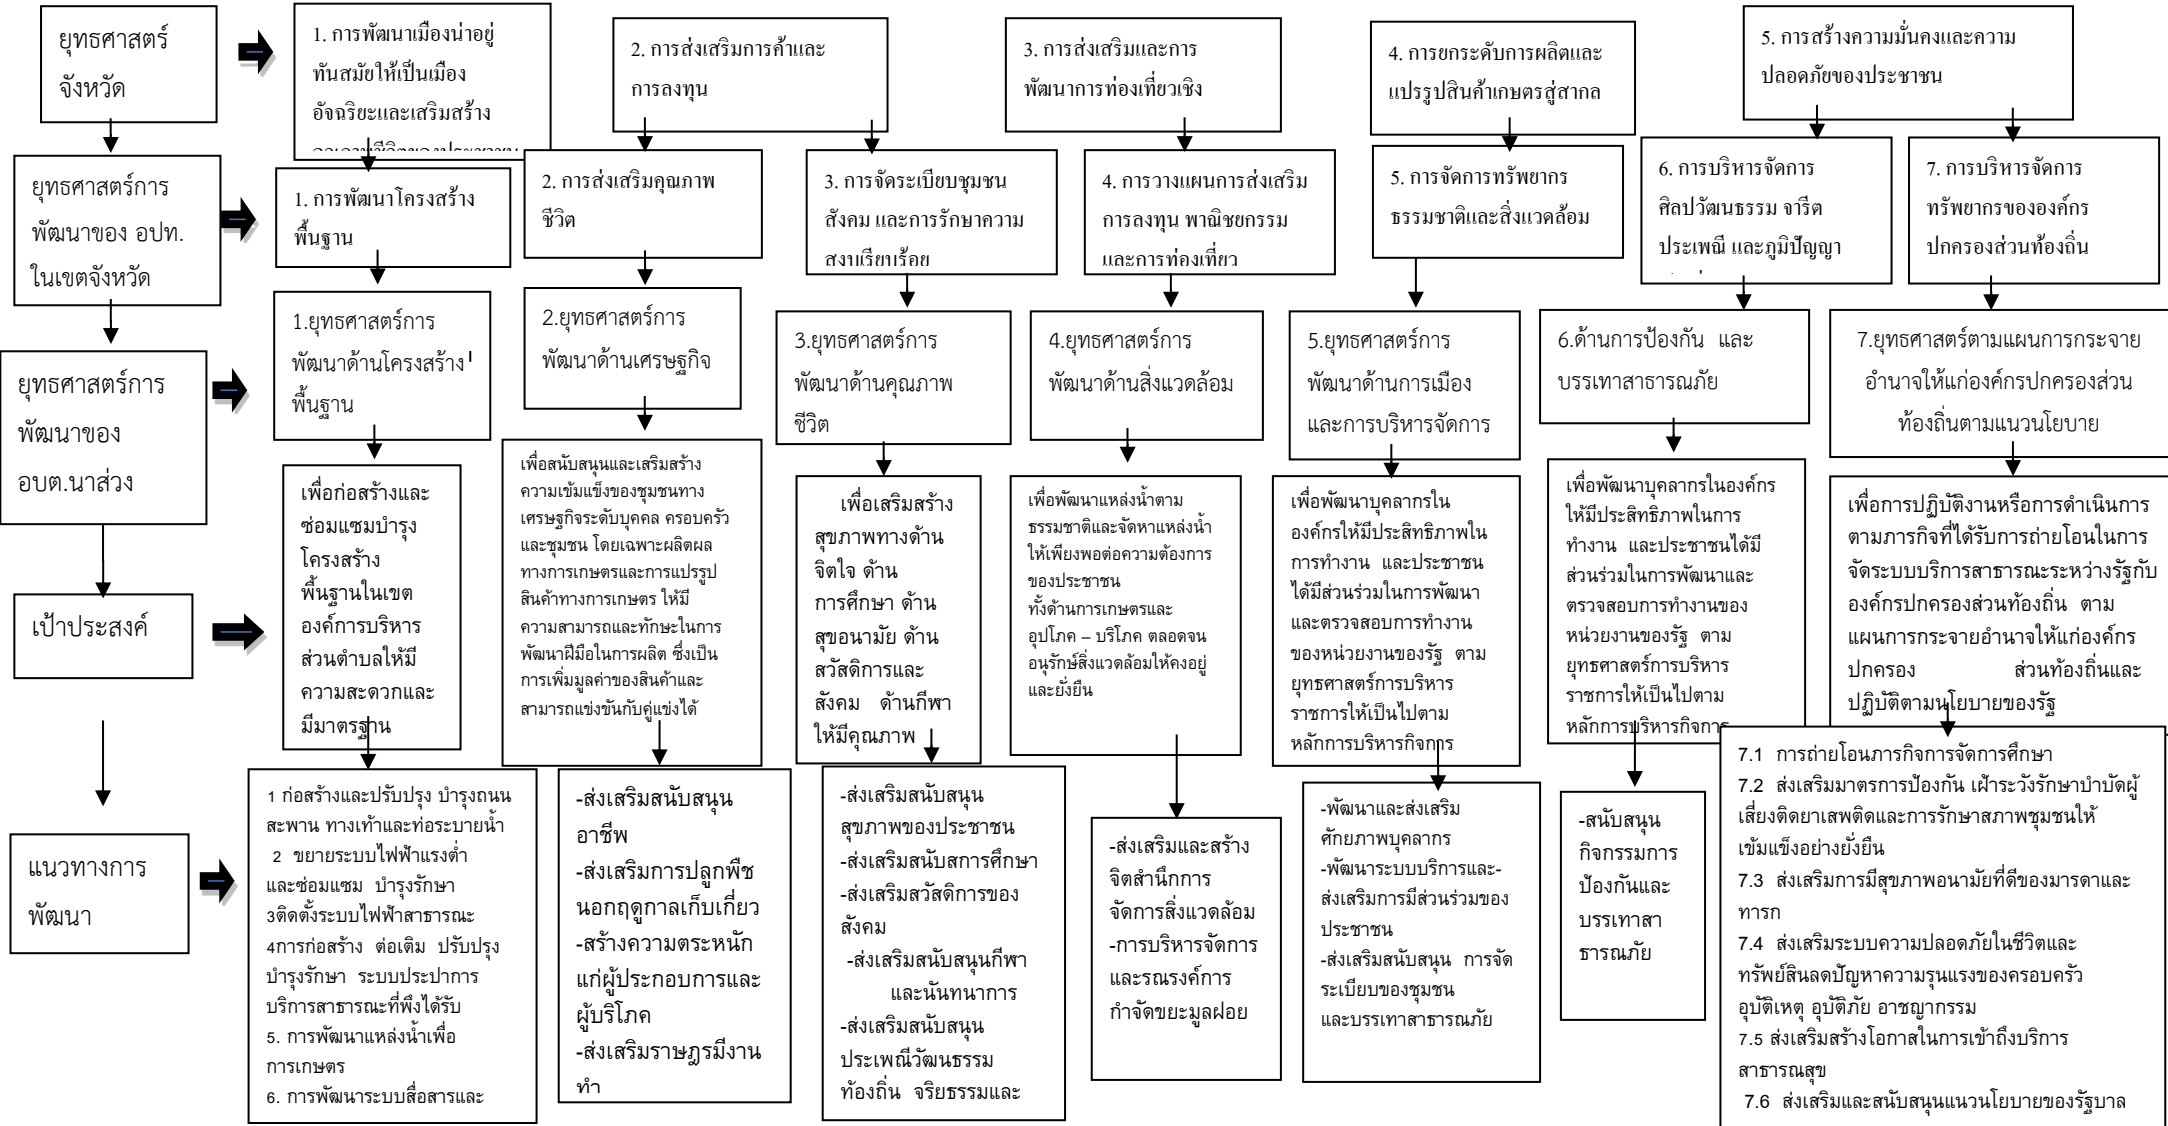 ยุทธศาสตร์
จังหวัด
1. การพัฒนาเมืองน่าอยู่
ทันสมัยให้เป็นเมือง
อัจฉริยะและเสริมสร้าง
2. การส่งเสริมการค้าและ
การลงทุน
3. การส่งเสริมและการ
พัฒนาการท่องเที่ยวเชิง
4. การยกระดับการผลิตและ
แปรรูปสินค้าเกษตรสู่สากล
5. การสร้างความมั่นคงและความ
ปลอดภัยของประชาชน
ยุทธศาสตร์การ
พัฒนาของ อปท.
ในเขตจังหวัด
1. การพัฒนาโครงสร้าง
พื้นฐาน
2. การส่งเสริมคุณภาพ
ชีวิต
3. การจัดระเบียบชุมชน
สังคม และการรักษาความ
สงบเรียบร้อย
4. การวางแผนการส่งเสริม
การลงทุน พาณิชยกรรม
และการท่องเที่ยว
5. การจัดการทรัพยากร
ธรรมชาติและสิ่งแวดล้อม
6. การบริหารจัดการ
ศิลปวัฒนธรรม จารีต
ประเพณี และภูมิปัญญา
7. การบริหารจัดการ
ทรัพยากรขององค์กร
ปกครองส่วนท้องถิ่น
ยุทธศาสตร์การ
พัฒนาของ
อบต.นาส่วง
1.ยุทธศาสตร์การ
พัฒนาด้านโครงสร้าง
พื้นฐาน
2.ยุทธศาสตร์การ
พัฒนาด้านเศรษฐกิจ
3.ยุทธศาสตร์การ
พัฒนาด้านคุณภาพ
ชีวิต
4.ยุทธศาสตร์การ
พัฒนาด้านสิ่งแวดล้อม
5.ยุทธศาสตร์การ
พัฒนาด้านการเมือง
และการบริหารจัดการ
6.ด้านการป้องกัน และ
บรรเทาสาธารณภัย
7.ยุทธศาสตร์ตามแผนการกระจาย
อำนาจให้แก่องค์กรปกครองส่วน
ท้องถิ่นตามแนวนโยบาย
เป้าประสงค์
เพื่อก่อสร้างและ
ซ่อมแซมบำรุง
โครงสร้าง
พื้นฐานในเขต
องค์การบริหาร
ส่วนตำบลให้มี
ความสะดวกและ
มีมาตรฐาน
เพื่อสนับสนุนและเสริมสร้าง
ความเข้มแข็งของชุมชนทาง
เศรษฐกิจระดับบุคคล ครอบครัว
และชุมชน โดยเฉพาะผลิตผล
ทางการเกษตรและการแปรรูป
สินค้าทางการเกษตร ให้มี
ความสามารถและทักษะในการ
พัฒนาฝีมือในการผลิต ซึ่งเป็น
การเพิ่มมูลค่าของสินค้าและ
สามารถแข่งขันกับคู่แข่งได้
เพื่อเสริมสร้าง
สุขภาพทางด้าน
จิตใจ ด้าน
การศึกษา ด้าน
สุขอนามัย ด้าน
สวัสดิการและ
สังคม ด้านกีฬา
ให้มีคุณภาพ
เพื่อพัฒนาแหล่งน้ำตาม
ธรรมชาติและจัดหาแหล่งน้ำ
ให้เพียงพอต่อความต้องการ
ของประชาชน
ทั้งด้านการเกษตรและ
อุปโภค – บริโภค ตลอดจน
อนุรักษ์สิ่งแวดล้อมให้คงอยู่
และยั่งยืน
เพื่อพัฒนาบุคลากรใน
องค์กรให้มีประสิทธิภาพใน
การทำงาน และประชาชน
ได้มีส่วนร่วมในการพัฒนา
และตรวจสอบการทำงาน
ของหน่วยงานของรัฐ ตาม
ยุทธศาสตร์การบริหาร
ราชการให้เป็นไปตาม
หลักการบริหารกิจการ
เพื่อพัฒนาบุคลากรในองค์กร
ให้มีประสิทธิภาพในการ
ทำงาน และประชาชนได้มี
ส่วนร่วมในการพัฒนาและ
ตรวจสอบการทำงานของ
หน่วยงานของรัฐ ตาม
ยุทธศาสตร์การบริหาร
ราชการให้เป็นไปตาม
หลักการบริหารกิจการ
เพื่อการปฏิบัติงานหรือการดำเนินการ
ตามภารกิจที่ได้รับการถ่ายโอนในการ
จัดระบบบริการสาธารณะระหว่างรัฐกับ
องค์กรปกครองส่วนท้องถิ่น ตาม
แผนการกระจายอำนาจให้แก่องค์กร
ปกครอง ส่วนท้องถิ่นและ
ปฏิบัติตามนโยบายของรัฐ
แนวทางการ
พัฒนา
1 ก่อสร้างและปรับปรุง บำรุงถนน
สะพาน ทางเท้าและท่อระบายน้ำ
2 ขยายระบบไฟฟ้าแรงต่ำ
และซ่อมแซม บำรุงรักษา
3ติดตั้งระบบไฟฟ้าสาธารณะ
4การก่อสร้าง ต่อเติม ปรับปรุง
บำรุงรักษา ระบบประปาการ
บริการสาธารณะที่พึงได้รับ
5. การพัฒนาแหล่งน้ำเพื่อ
การเกษตร
6. การพัฒนาระบบสื่อสารและ
-ส่งเสริมสนับสนุน
อาชีพ
-ส่งเสริมการปลูกพืช
นอกฤดูกาลเก็บเกี่ยว
-สร้างความตระหนัก
แก่ผู้ประกอบการและ
ผู้บริโภค
-ส่งเสริมราษฎรมีงาน
ทำ
-ส่งเสริมสนับสนุน
สุขภาพของประชาชน
-ส่งเสริมสนับสการศึกษา
-ส่งเสริมสวัสดิการของ
สังคม
-ส่งเสริมสนับสนุนกีฬา
และนันทนาการ
-ส่งเสริมสนับสนุน
ประเพณีวัฒนธรรม
ท้องถิ่น จริยธรรมและ
-ส่งเสริมและสร้าง
จิตสำนึกการ
จัดการสิ่งแวดล้อม
-การบริหารจัดการ
และรณรงค์การ
กำจัดขยะมูลฝอย
-พัฒนาและส่งเสริม
ศักยภาพบุคลากร
-พัฒนาระบบบริการและ-
ส่งเสริมการมีส่วนร่วมของ
ประชาชน
-ส่งเสริมสนับสนุน การจัด
ระเบียบของชุมชน
และบรรเทาสาธารณภัย
-สนับสนุน
กิจกรรมการ
ป้องกันและ
บรรเทาสา
ธารณภัย
7.1 การถ่ายโอนภารกิจการจัดการศึกษา
7.2 ส่งเสริมมาตรการป้องกัน เฝ้าระวังรักษาบำบัดผู้
เสี่ยงติดยาเสพติดและการรักษาสภาพชุมชนให้
เข้มแข็งอย่างยั่งยืน
7.3 ส่งเสริมการมีสุขภาพอนามัยที่ดีของมารดาและ
ทารก
7.4 ส่งเสริมระบบความปลอดภัยในชีวิตและ
ทรัพย์สินลดปัญหาความรุนแรงของครอบครัว
อุบัติเหตุ อุบัติภัย อาชญากรรม
7.5 ส่งเสริมสร้างโอกาสในการเข้าถึงบริการ
สาธารณสุข
7.6 ส่งเสริมและสนับสนุนแนวนโยบายของรัฐบาล